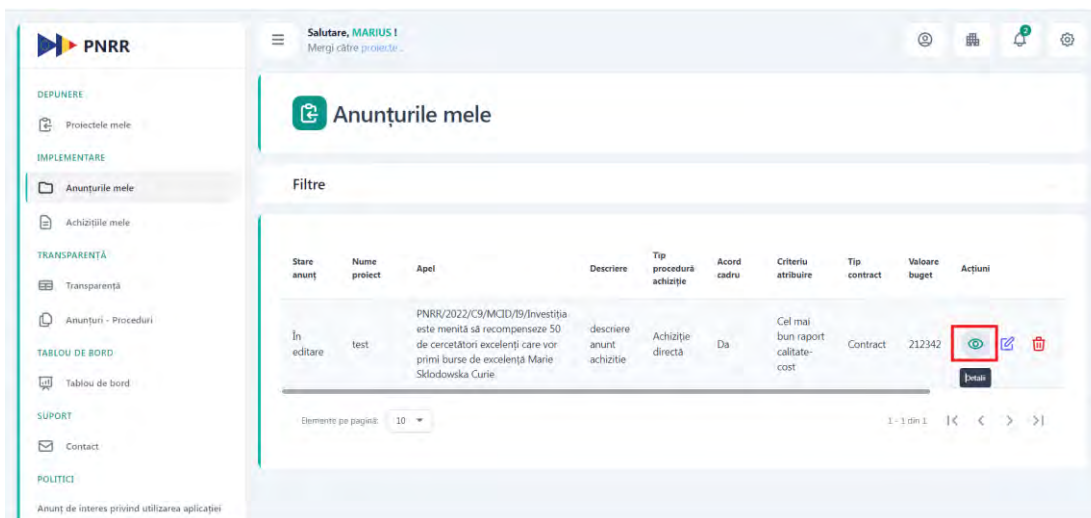 PNRR
Salutare, MARIUS !
Mergi către proiecte..
2
DEPUNERE
Proiectele mele
IMPLEMENTARE
Anunțurile mele
Achizițiile mele
TRANSPARENȚĂ
Transparență
Anunțuri - Proceduri
TABLOU DE BORD
Tablou de bord
SUPORT
Contact
POLITICI
Anunț de interes privind utilizarea aplicației
Anunțurile mele
Filtre
Stare anunț
Nume proiect
Apel
Descriere
Tip procedură achiziție
Acord cadru
Criteriu atribuire
Tip contract
Valoare buget
Acțiuni
În editare
test
PNRR/2022/C9/MCID/I9/Investiția
este menită să recompenseze 50
de cercetători excelenți care vor
primi burse de excelență Marie
Sklodowska Curie
descriere
anunt
achizitie
Achiziție
directă
Da
Cel mai
bun raport
calitate-
cost
Contract
212342
Detalii
Elemente pe pagină: 10
1 - 1 din 1